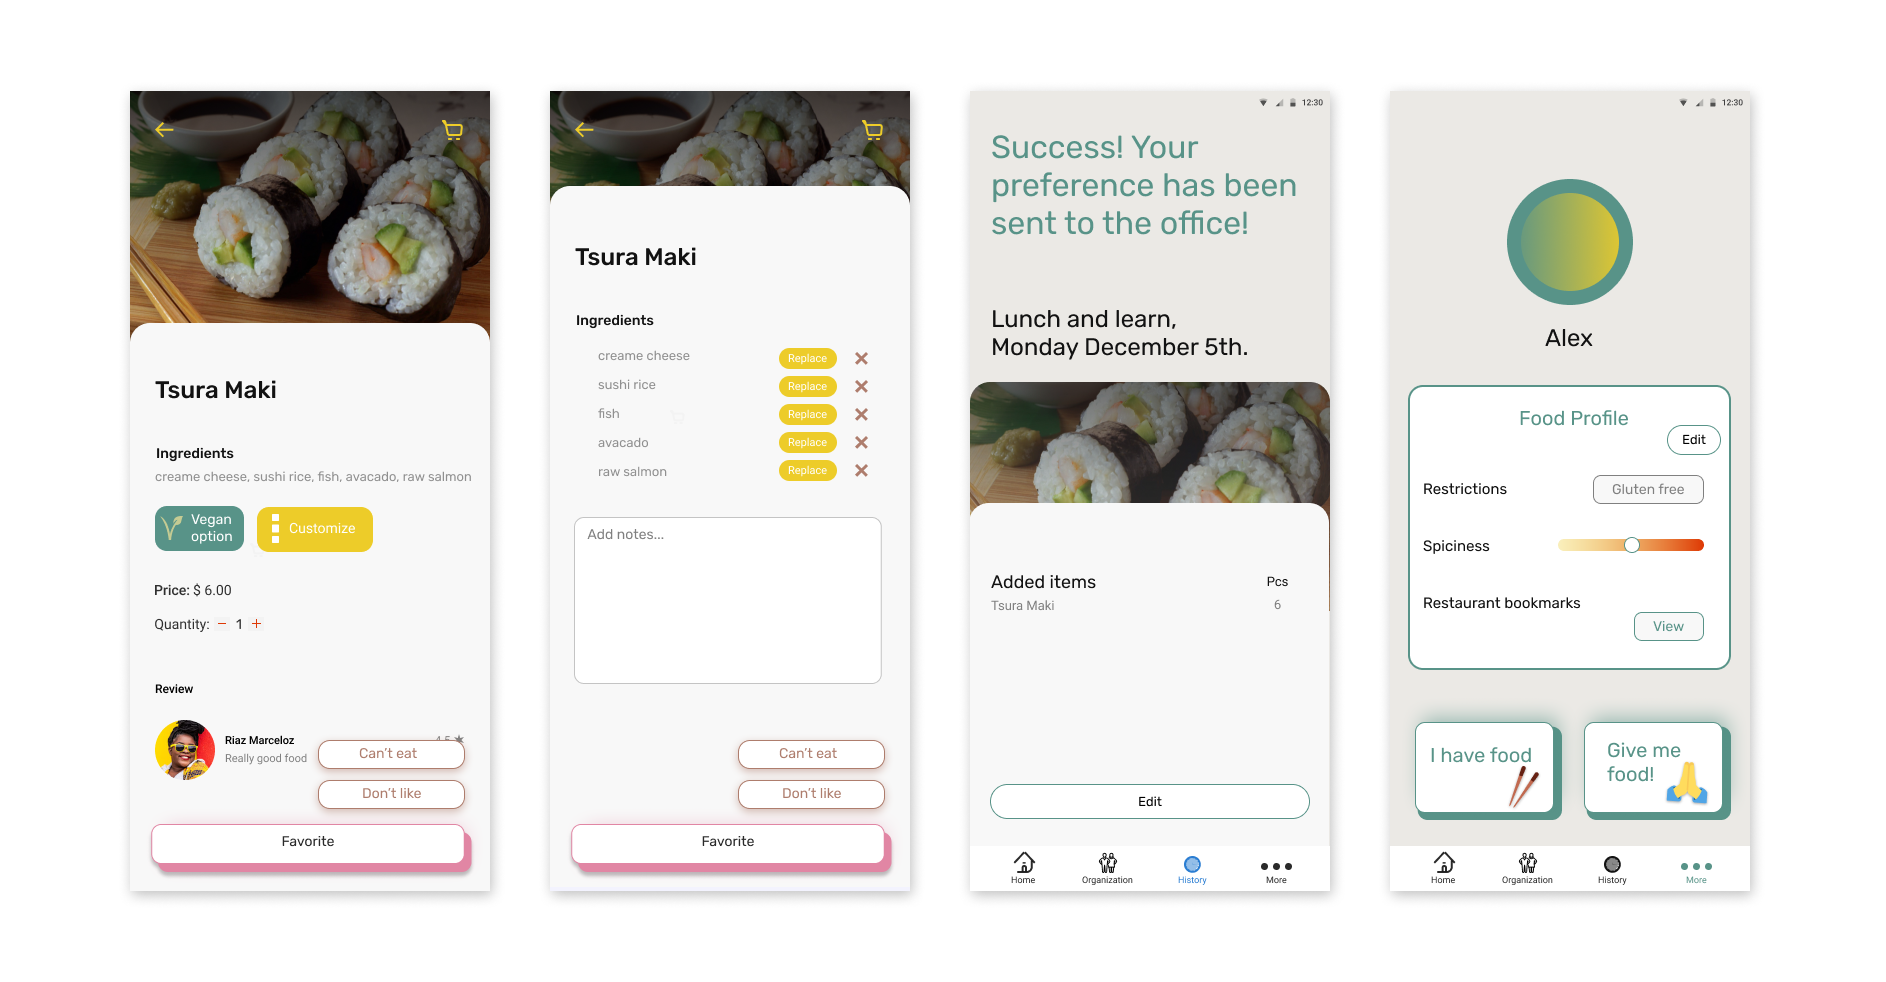 Tsura Maki
Ingredients
creame cheese, sushi rice, fish, avacado, raw salmon
Vegan
option
Customize
Price: $ 6.00
Quantity: − 1 +
Review
Riaz Marceloz
4.5 ★
Really good food
Can't eat
Don't like
Favorite
Tsura Maki
Ingredients
creame cheese Replace
sushi rice Replace
fish Replace
avacado Replace
raw salmon Replace
Add notes...
Can't eat
Don't like
Favorite
12:30
Success! Your
preference has been
sent to the office!
Lunch and learn,
Monday December 5th.
Added items Pcs
Tsura Maki 6
Edit
Home Organization History More
12:30
Alex
Food Profile
Edit
Restrictions Gluten free
Spiciness
Restaurant bookmarks
View
I have food
Give me
food!
Home Organization History More